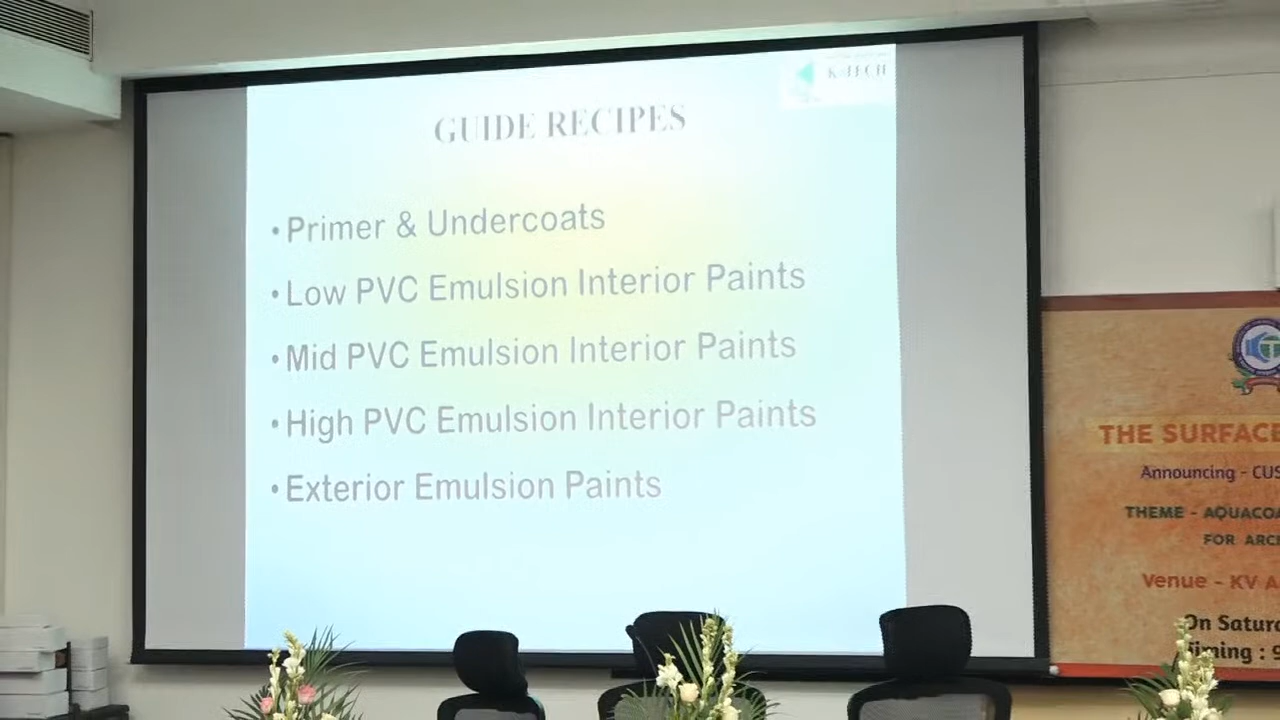 K-TECH
GUIDE RECIPES
• Primer & Undercoats
• Low PVC Emulsion Interior Paints
• Mid PVC Emulsion Interior Paints
• High PVC Emulsion Interior Paints
• Exterior Emulsion Paints
THE SURFACE
Announcing - CUS
THEME - AQUACOA
FOR ARC
Venue - KV A
On Satur
Timing : 9